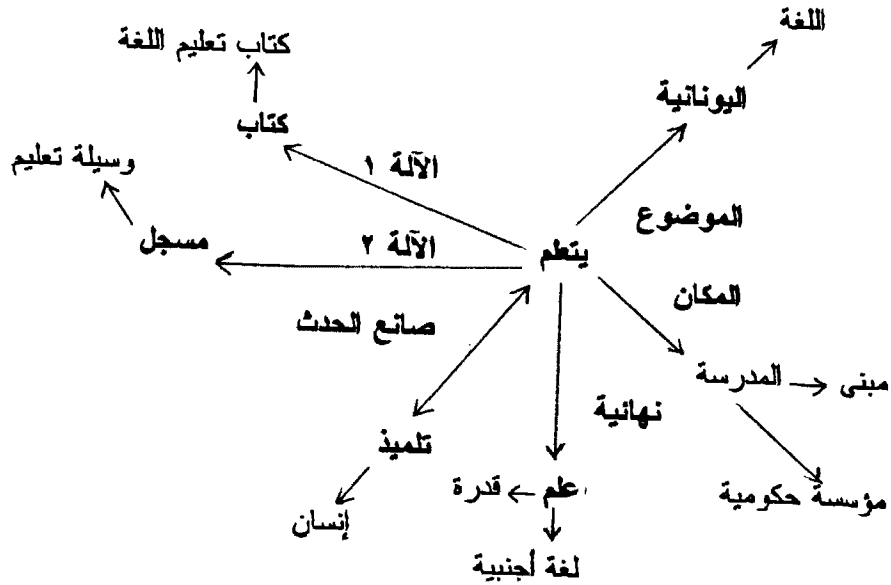 اللغة
كتاب تعليم اللغة
اليونانية
كتاب
الآلة ١
وسيلة تعليم
الموضوع
مسجل
الآلة ٢
يتعلم
المكان
صانع الحدث
المدرسة
مبنى
نهائية
تلميذ
علم
قدرة
مؤسسة حكومية
إنسان
لغة أجنبية